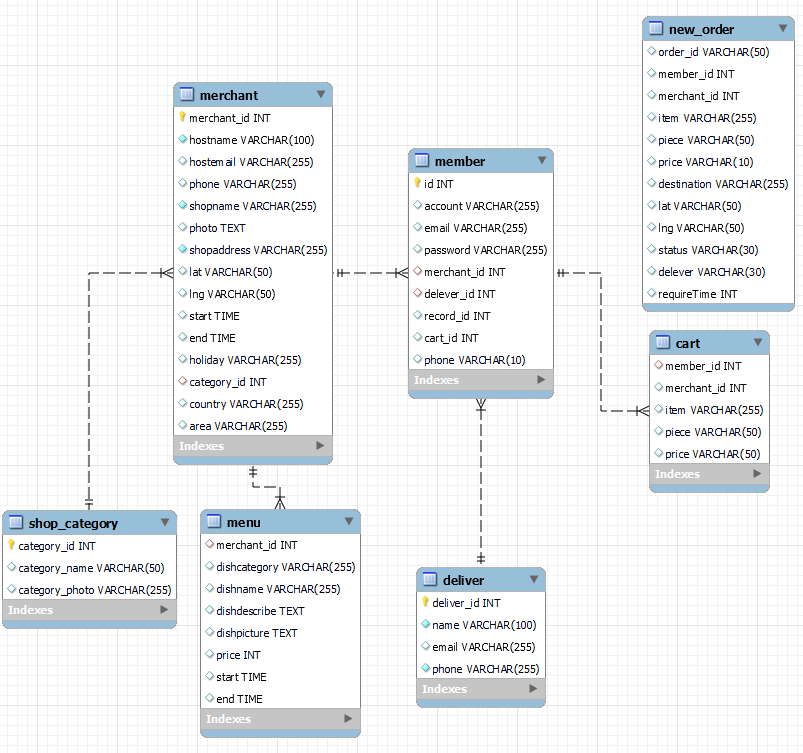 new_order
order_id VARCHAR(50)
member_id INT
merchant_id INT
item VARCHAR(255)
piece VARCHAR(50)
price VARCHAR(10)
destination VARCHAR(255)
lat VARCHAR(50)
lng VARCHAR(50)
status VARCHAR(30)
delever VARCHAR(30)
requireTime INT
merchant
merchant_id INT
hostname VARCHAR(100)
hostemail VARCHAR(255)
phone VARCHAR(255)
shopname VARCHAR(255)
photo TEXT
shopaddress VARCHAR(255)
lat VARCHAR(50)
lng VARCHAR(50)
start TIME
end TIME
holiday VARCHAR(255)
category_id INT
country VARCHAR(255)
area VARCHAR(255)
Indexes
member
id INT
account VARCHAR(255)
email VARCHAR(255)
password VARCHAR(255)
merchant_id INT
delever_id INT
record_id INT
cart_id INT
phone VARCHAR(10)
Indexes
cart
member_id INT
merchant_id INT
item VARCHAR(255)
piece VARCHAR(50)
price VARCHAR(50)
Indexes
shop_category
category_id INT
category_name VARCHAR(50)
category_photo VARCHAR(255)
Indexes
menu
merchant_id INT
dishcategory VARCHAR(255)
dishname VARCHAR(255)
dishdescribe TEXT
dishpicture TEXT
price INT
start TIME
end TIME
Indexes
deliver
deliver_id INT
name VARCHAR(100)
email VARCHAR(255)
phone VARCHAR(255)
Indexes